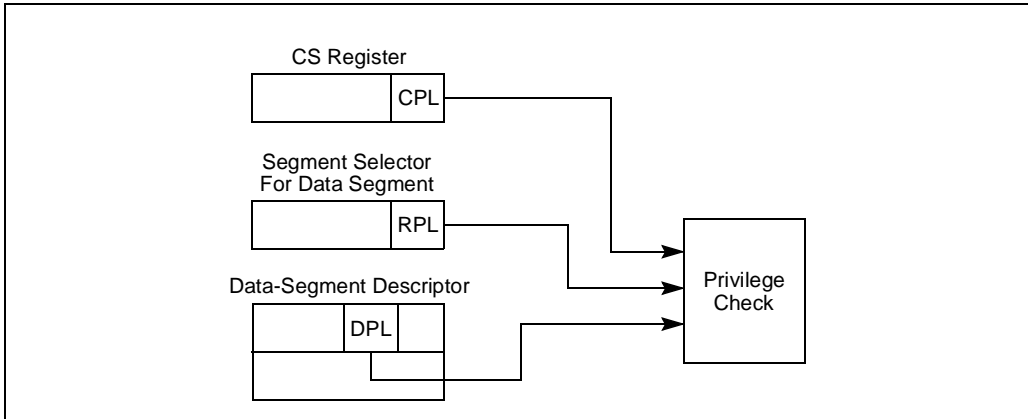 CS Register
CPL
Segment Selector
For Data Segment
RPL
Data-Segment Descriptor
DPL
Privilege
Check